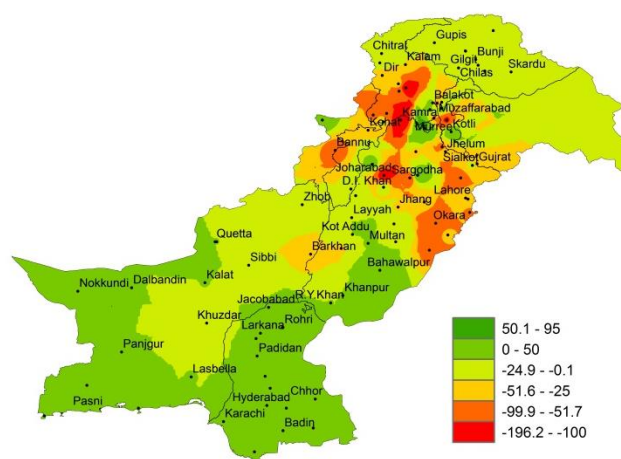 Gupis
Chitral
Kalam
Bunji
Gilgit
Dir
Chilas
Skardu
Balakot
Kamra
Muzaffarabad
Kohat
Murree
Kotli
Bannu
Jhelum
Joharabad
Sialkot
Gujrat
Sargodha
D.I. Khan
Zhob
Lahore
Layyah
Jhang
Okara
Kot Addu
Quetta
Multan
Barkhan
Sibbi
Bahawalpur
Nokkundi
Dalbandin
Kalat
Khanpur
Jacobabad
R.Y.Khan
Khuzdar
Larkana
Rohri
Panjgur
Padidan
Lasbella
Pasni
Hyderabad
Chhor
Karachi
Badin
50.1 - 95
0 - 50
-24.9 - -0.1
-51.6 - -25
-99.9 - -51.7
-196.2 - -100